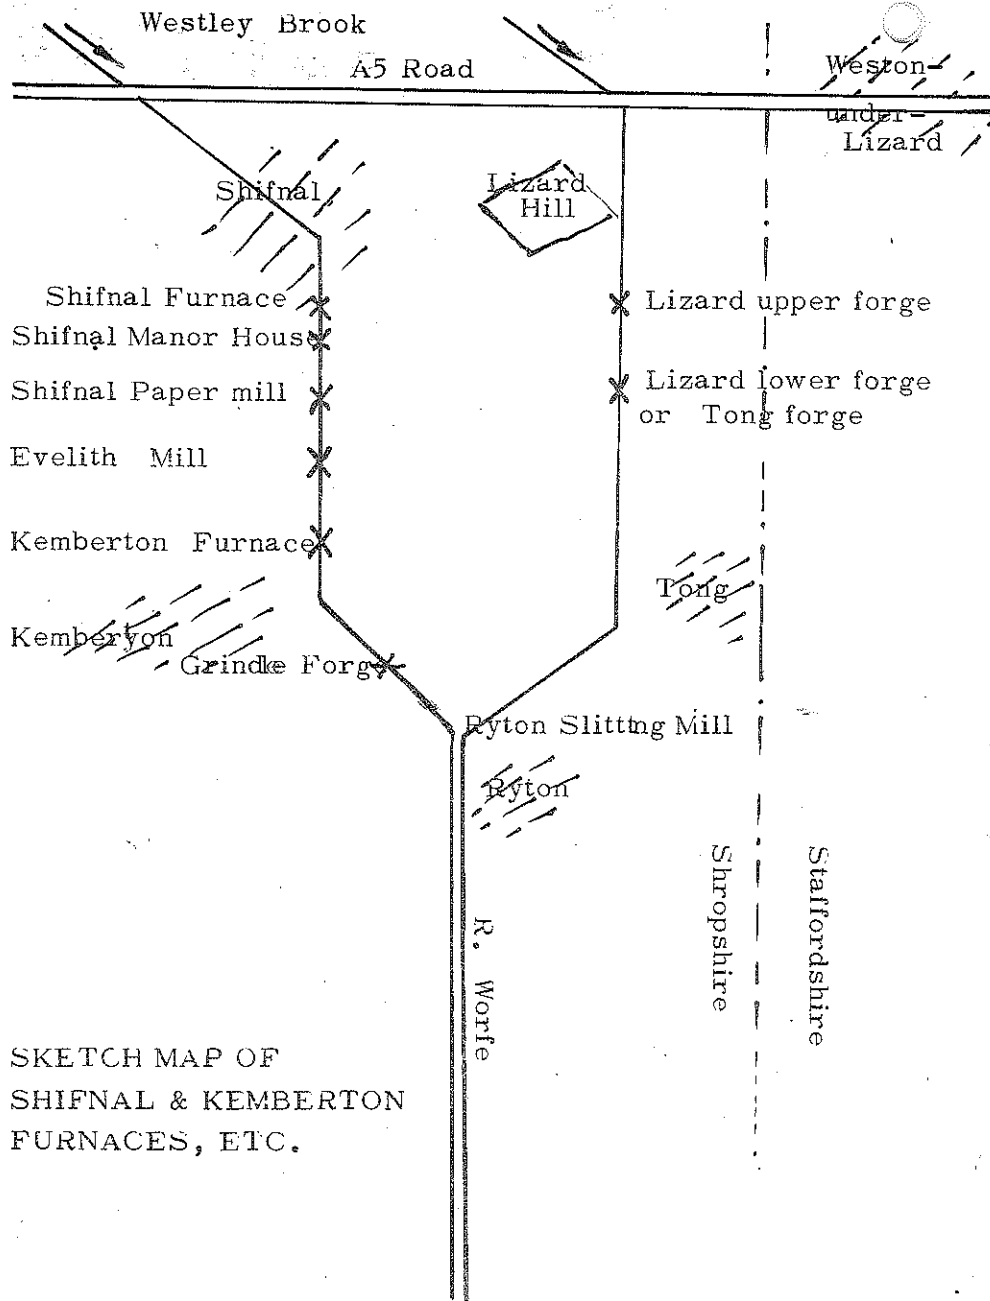 Westley Brook
A5 Road
Weston-
under-
Lizard
Shifnal
Lizard
Hill
Shifnal Furnace
Lizard upper forge
Shifnal Manor House
Shifnal Paper mill
Lizard lower forge
or Tong forge
Evelith Mill
Kemberton Furnace
Tong
Kemberyon
Grindle Forge
Ryton Slitting Mill
Ryton
Shropshire
Staffordshire
R. Worfe
SKETCH MAP OF
SHIFNAL & KEMBERTON
FURNACES, ETC.